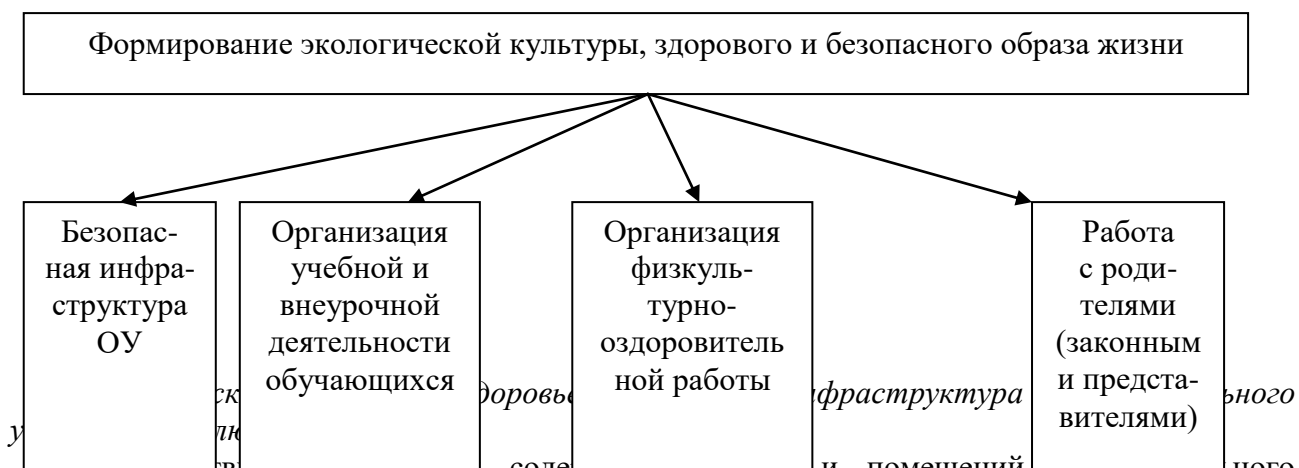 Формирование экологической культуры, здорового и безопасного образа жизни
Безопас-
ная инфра-
структура
ОУ
Организация
учебной и
внеурочной
деятельности
обучающихся
Организация
физкуль-
турно-
оздоровитель
ной работы
Работа
с роди-
телями
(законным
и предста-
вителями)
и помещений